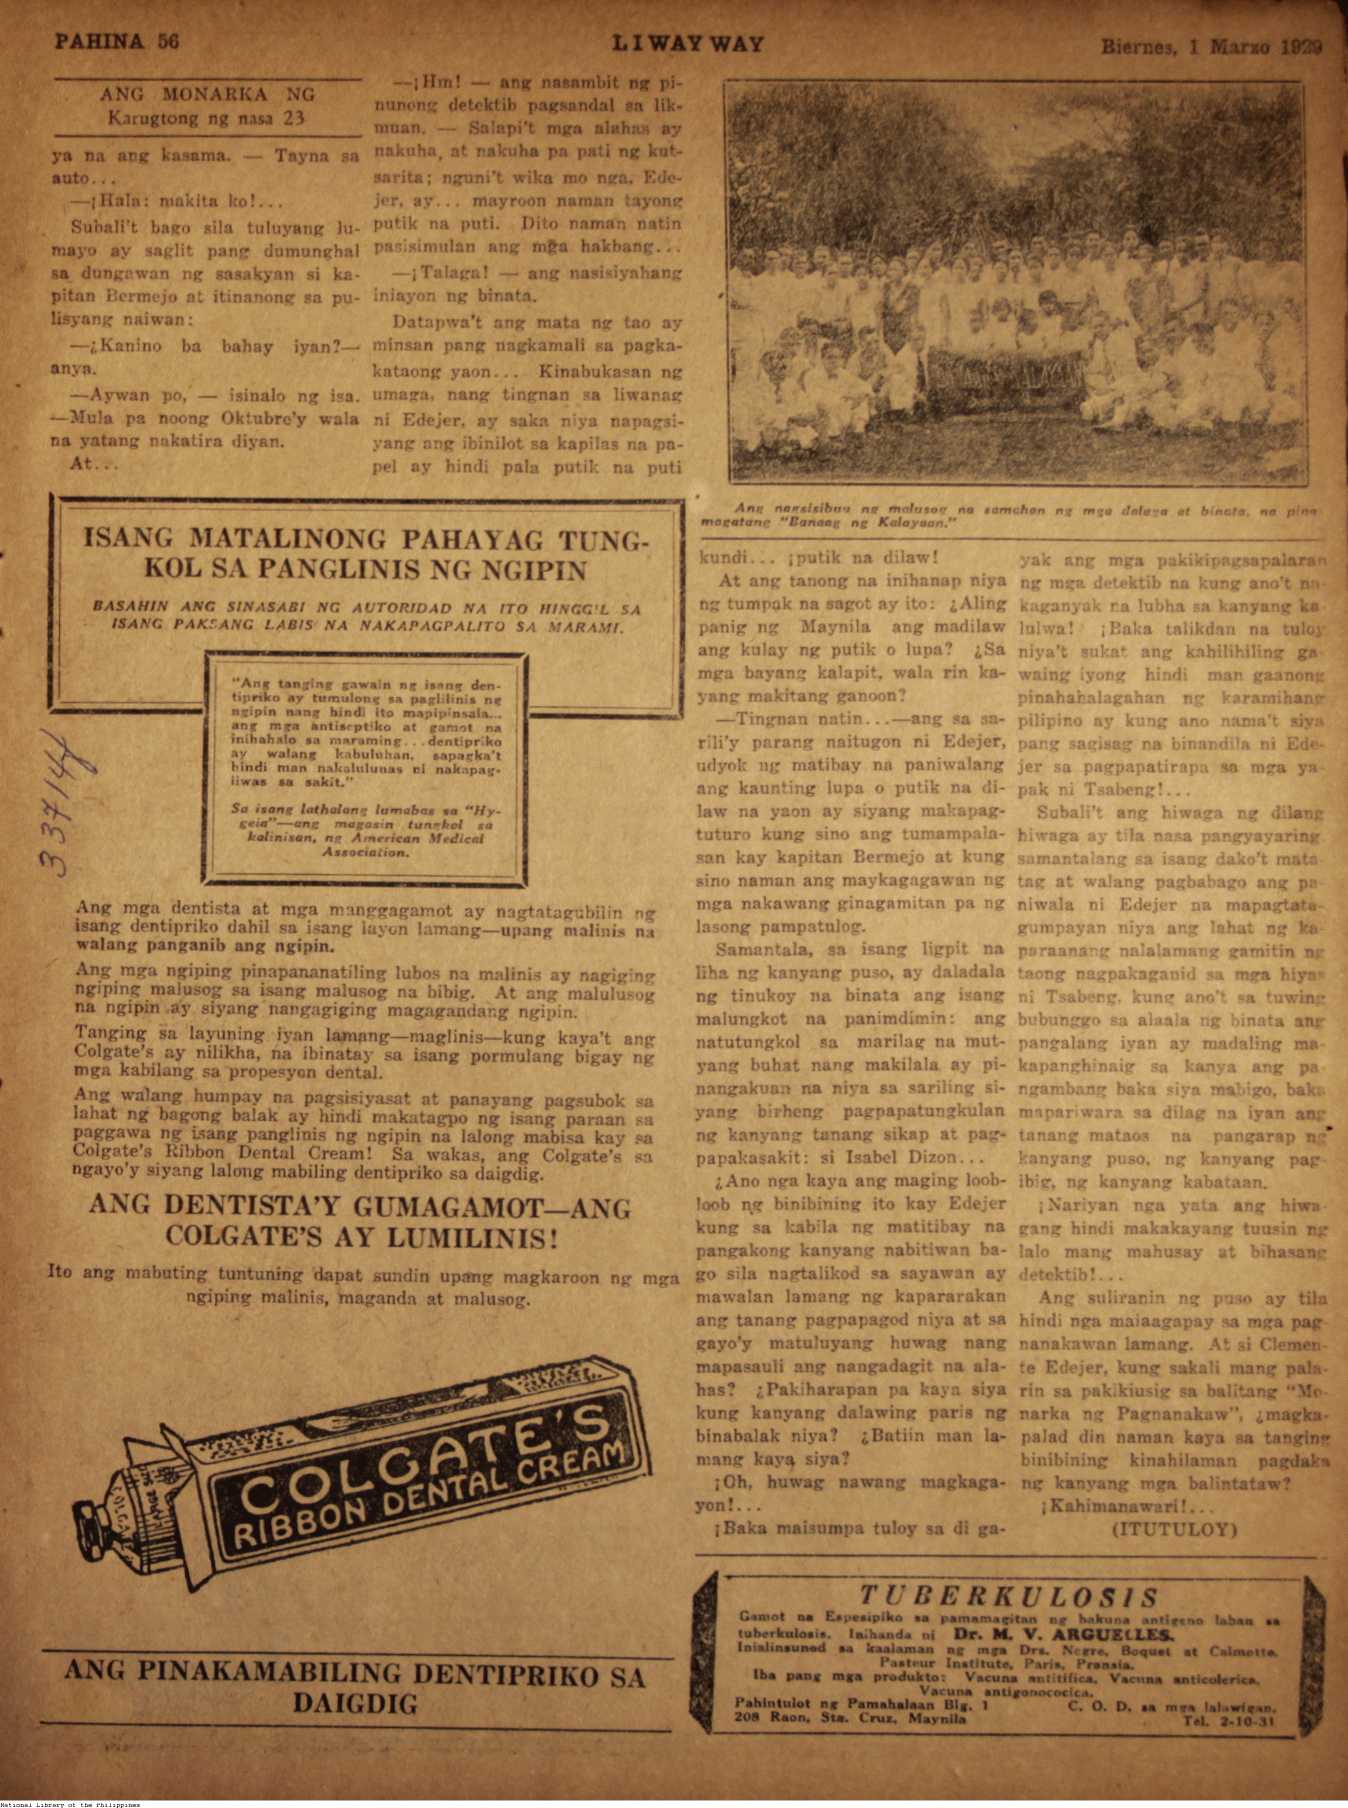 PAHINA 56
LIWAYWAY
Biernes, 1 Marzo 1929
ANG MONARKA NG
Karugtong ng nasa 23
ya na ang kasama. — Tayna sa
auto...
—¡Hala: makita ko!...
Subali't bago sila tuluyang lu-
mayo ay saglit pang dumunghal
sa dungawan ng sasakyan si ka-
pitan Bermejo at itinanong sa pu-
lisyang naiwan:
—¿Kanino ba bahay iyan?—
anya.
—Aywan po, — isinalo ng isa.
—Mula pa noong Oktubre'y wala
na yatang nakatira diyan.
At...
—¡Hm! — ang nasambit ng pi-
nunong detektib pagsandal sa lik-
muan. — Salapi't mga alahas ay
nakuha, at nakuha pa pati ng kut-
sarita; nguni't wika mo nga, Ede-
jer, ay... mayroon naman tayong
putik na puti. Dito naman natin
pasisimulan ang mga hakbang...
—¡Talaga! — ang nasisiyahang
iniayon ng binata.
Datapwa't ang mata ng tao ay
minsan pang nagkamali sa pagka-
kataong yaon... Kinabukasan ng
umaga, nang tingnan sa liwanag
ni Edejer, ay saka niya napagsi-
yang ang ibinilot sa kapilas na pa-
pel ay hindi pala putik na puti
Ang nagsisibuo ng malusog na samahan ng mga dalaga at binata, na pina-
magatang "Banaag ng Kalayaan."
kundi... ¡putik na dilaw!
At ang tanong na inihanap niya
ng tumpak na sagot ay ito: ¿Aling
panig ng Maynila ang madilaw
ang kulay ng putik o lupa? ¿Sa
mga bayang kalapit, wala rin ka-
yang makitang ganoon?
—Tingnan natin...—ang sa sa-
rili'y parang naitugon ni Edejer,
udyok ng matibay na paniwalang
ang kaunting lupa o putik na di-
law na yaon ay siyang makapag-
tuturo kung sino ang tumampala-
san kay kapitan Bermejo at kung
sino naman ang maykagagawan ng
mga nakawang ginagamitan pa ng
lasong pampatulog.
Samantala, sa isang ligpit na
liha ng kanyang puso, ay daladala
ng tinukoy na binata ang isang
malungkot na panimdimin: ang
natutungkol sa marilag na mut-
yang buhat nang makilala ay pi-
nangakuan na niya sa sariling si-
yang birheng pagpapatungkulan
ng kanyang tanang sikap at pag-
papakasakit: si Isabel Dizon...
¿Ano nga kaya ang maging loob-
loob ng binibining ito kay Edejer
kung sa kabila ng matitibay na
pangakong kanyang nabitiwan ba-
go sila nagtalikod sa sayawan ay
mawalan lamang ng kapararakan
ang tanang pagpapagod niya at sa
gayo'y matuluyang huwag nang
mapasauli ang nangadagit na ala-
has? ¿Pakiharapan pa kaya siya
kung kanyang dalawing paris ng
binabalak niya? ¿Batiin man la-
mang kaya siya?
¡Oh, huwag nawang magkaga-
yon!...
¡Baka maisumpa tuloy sa di ga-
yak ang mga pakikipagsapalaran
ng mga detektib na kung ano't na-
kaganyak na lubha sa kanyang ka-
lulwa! ¡Baka talikdan na tuloy
niya't sukat ang kahilihiling ga-
waing iyong hindi man gaanong
pinahahalagahan ng karamihang
pilipino ay kung ano nama't siya
pang sagisag na binandila ni Ede-
jer sa pagpapatirapa sa mga ya-
pak ni Tsabeng!...
Subali't ang hiwaga ng dilang
hiwaga ay tila nasa pangyayaring
samantalang sa isang dako't mata-
tag at walang pagbabago ang pa-
niwala ni Edejer na mapagtata-
gumpayan niya ang lahat ng ka-
paraanang nalalamang gamitin ng
taong nagpakaganid sa mga hiyas
ni Tsabeng, kung ano't sa tuwing
bubunggo sa alaala ng binata ang
pangalang iyan ay madaling ma-
kapanghinaig sa kanya ang pa-
ngambang baka siya mabigo, baka
mapariwara sa dilag na iyan ang
tanang mataos na pangarap ng
kanyang puso, ng kanyang pag-
ibig, ng kanyang kabataan.
¡Nariyan nga yata ang hiwa-
gang hindi makakayang tuusin ng
lalo mang mahusay at bihasang
detektib!...
Ang suliranin ng puso ay tila
hindi nga maiaagapay sa mga pag-
nanakawan lamang. At si Clemen-
te Edejer, kung sakali mang pala-
rin sa pakikiusig sa balitang "Mo-
narka ng Pagnanakaw", ¿magka-
palad din naman kaya sa tanging
binibining kinahilaman pagdaka
ng kanyang mga balintataw?
¡Kahimanawari!...
(ITUTULOY)
ISANG MATALINONG PAHAYAG TUNG-
KOL SA PANGLINIS NG NGIPIN
BASAHIN ANG SINASABI NG AUTORIDAD NA ITO HINGG'L SA
ISANG PAKSANG LABIS NA NAKAPAGPALITO SA MARAMI.
"Ang tanging gawain ng isang den-
tipriko ay tumulong sa paglilinis ng
ngipin nang hindi ito mapipinsala...
ang mga antiseptiko at gamot na
inihahalo sa maraming...dentipriko
ay walang kabuluhan, sapagka't
hindi man nakalulunas ni nakapag-
iiwas sa sakit."
Sa isang lathalang lumabas sa "Hy-
geia"—ang magasin tungkol sa
kalinisan, ng American Medical
Association.
33714f
Ang mga dentista at mga manggagamot ay nagtatagubilin ng
isang dentipriko dahil sa isang layon lamang—upang malinis na
walang panganib ang ngipin.
Ang mga ngiping pinapananatiling lubos na malinis ay nagiging
ngiping malusog sa isang malusog na bibig. At ang malulusog
na ngipin ay siyang nangagiging magagandang ngipin.
Tanging sa layuning iyan lamang—maglinis—kung kaya't ang
Colgate's ay nilikha, na ibinatay sa isang pormulang bigay ng
mga kabilang sa propesyon dental.
Ang walang humpay na pagsisiyasat at panayang pagsubok sa
lahat ng bagong balak ay hindi makatagpo ng isang paraan sa
paggawa ng isang panglinis ng ngipin na lalong mabisa kay sa
Colgate's Ribbon Dental Cream! Sa wakas, ang Colgate's sa
ngayo'y siyang lalong mabiling dentipriko sa daigdig.
ANG DENTISTA'Y GUMAGAMOT—ANG
COLGATE'S AY LUMILINIS!
Ito ang mabuting tuntuning dapat sundin upang magkaroon ng mga
ngiping malinis, maganda at malusog.
COLGATE'S
RIBBON DENTAL CREAM
COLGATE
ANG PINAKAMABILING DENTIPRIKO SA
DAIGDIG
TUBERKULOSIS
Gamot na Espesipiko sa pamamagitan ng bakuna antigeno laban sa
tuberkulosis. Inihanda ni Dr. M. V. ARGUELLES.
Inialinsunod sa kaalaman ng mga Drs. Negre, Boquet at Calmette,
Pasteur Institute, Paris, Pransia.
Iba pang mga produkto: Vacuna antitifica, Vacuna anticolerica,
Vacuna antigonococica.
Pahintulot ng Pamahalaan Blg. 1 C. O. D. sa mga lalawigan.
208 Raon, Sta. Cruz, Maynila Tel. 2-10-31
National Library of the Philippines